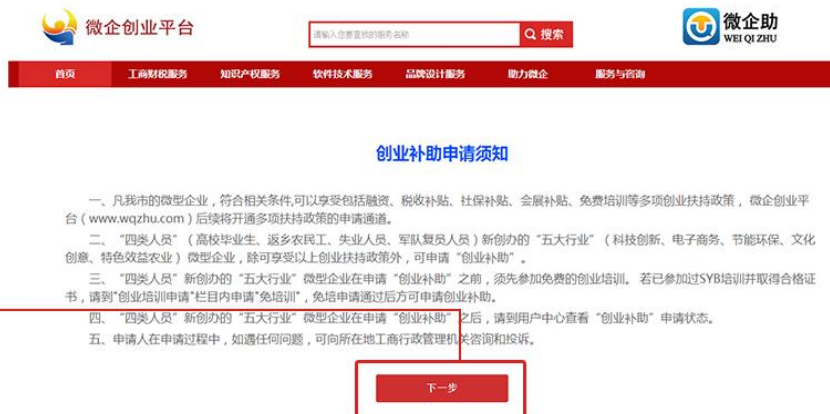 微企创业平台
请输入您要查找的服务名称
搜索
微企助
WEI QI ZHU
首页 工商财税服务 知识产权服务 软件技术服务 品牌设计服务 助力微企 服务与咨询
创业补助申请须知
一、凡我市的微型企业，符合相关条件,可以享受包括融资、税收补贴、社保补贴、会展补贴、免费培训等多项创业扶持政策，微企创业平
台（www.wqzhu.com）后续将开通多项扶持政策的申请通道。
二、“四类人员”（高校毕业生、返乡农民工、失业人员、军队复员人员）新创办的“五大行业”（科技创新、电子商务、节能环保、文化
创意、特色效益农业）微型企业，除可享受以上创业扶持政策外，可申请“创业补助”。
三、“四类人员”新创办的“五大行业”微型企业在申请“创业补助”之前，须先参加免费的创业培训。 若已参加过SYB培训并取得合格证
书，请到"创业培训申请"栏目内申请"免培训"，免培申请通过后方可申请创业补助。
四、“四类人员”新创办的“五大行业”微型企业在申请“创业补助”之后，请到用户中心查看“创业补助”申请状态。
五、申请人在申请过程中，如遇任何问题，可向所在地工商行政管理机关咨询和投诉。
下一步